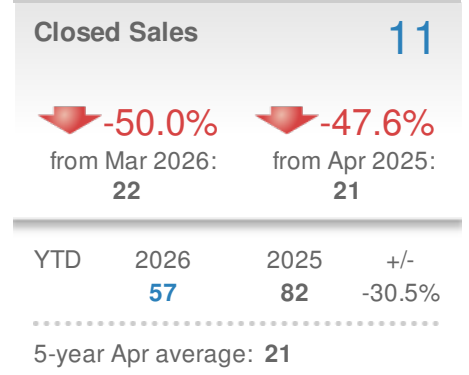 Closed Sales 11
-50.0% -47.6%
from Mar 2026: from Apr 2025:
22 21
YTD 2026 2025 +/-
57 82 -30.5%
5-year Apr average: 21